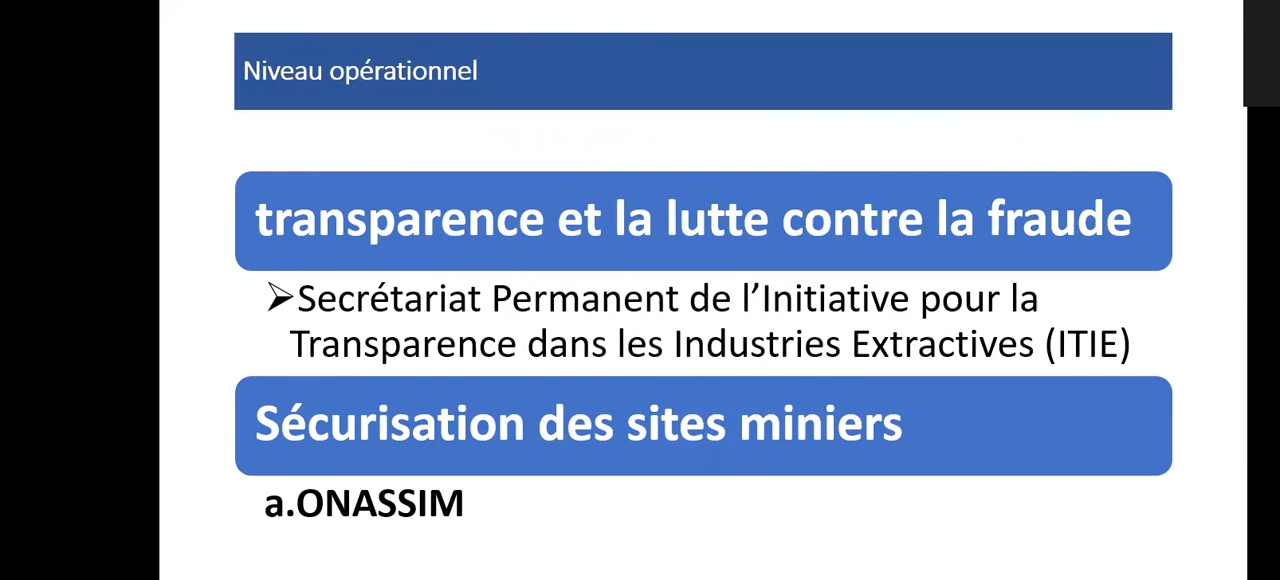 Niveau opérationnel
transparence et la lutte contre la fraude
➢Secrétariat Permanent de l’Initiative pour la
Transparence dans les Industries Extractives (ITIE)
Sécurisation des sites miniers
a.ONASSIM